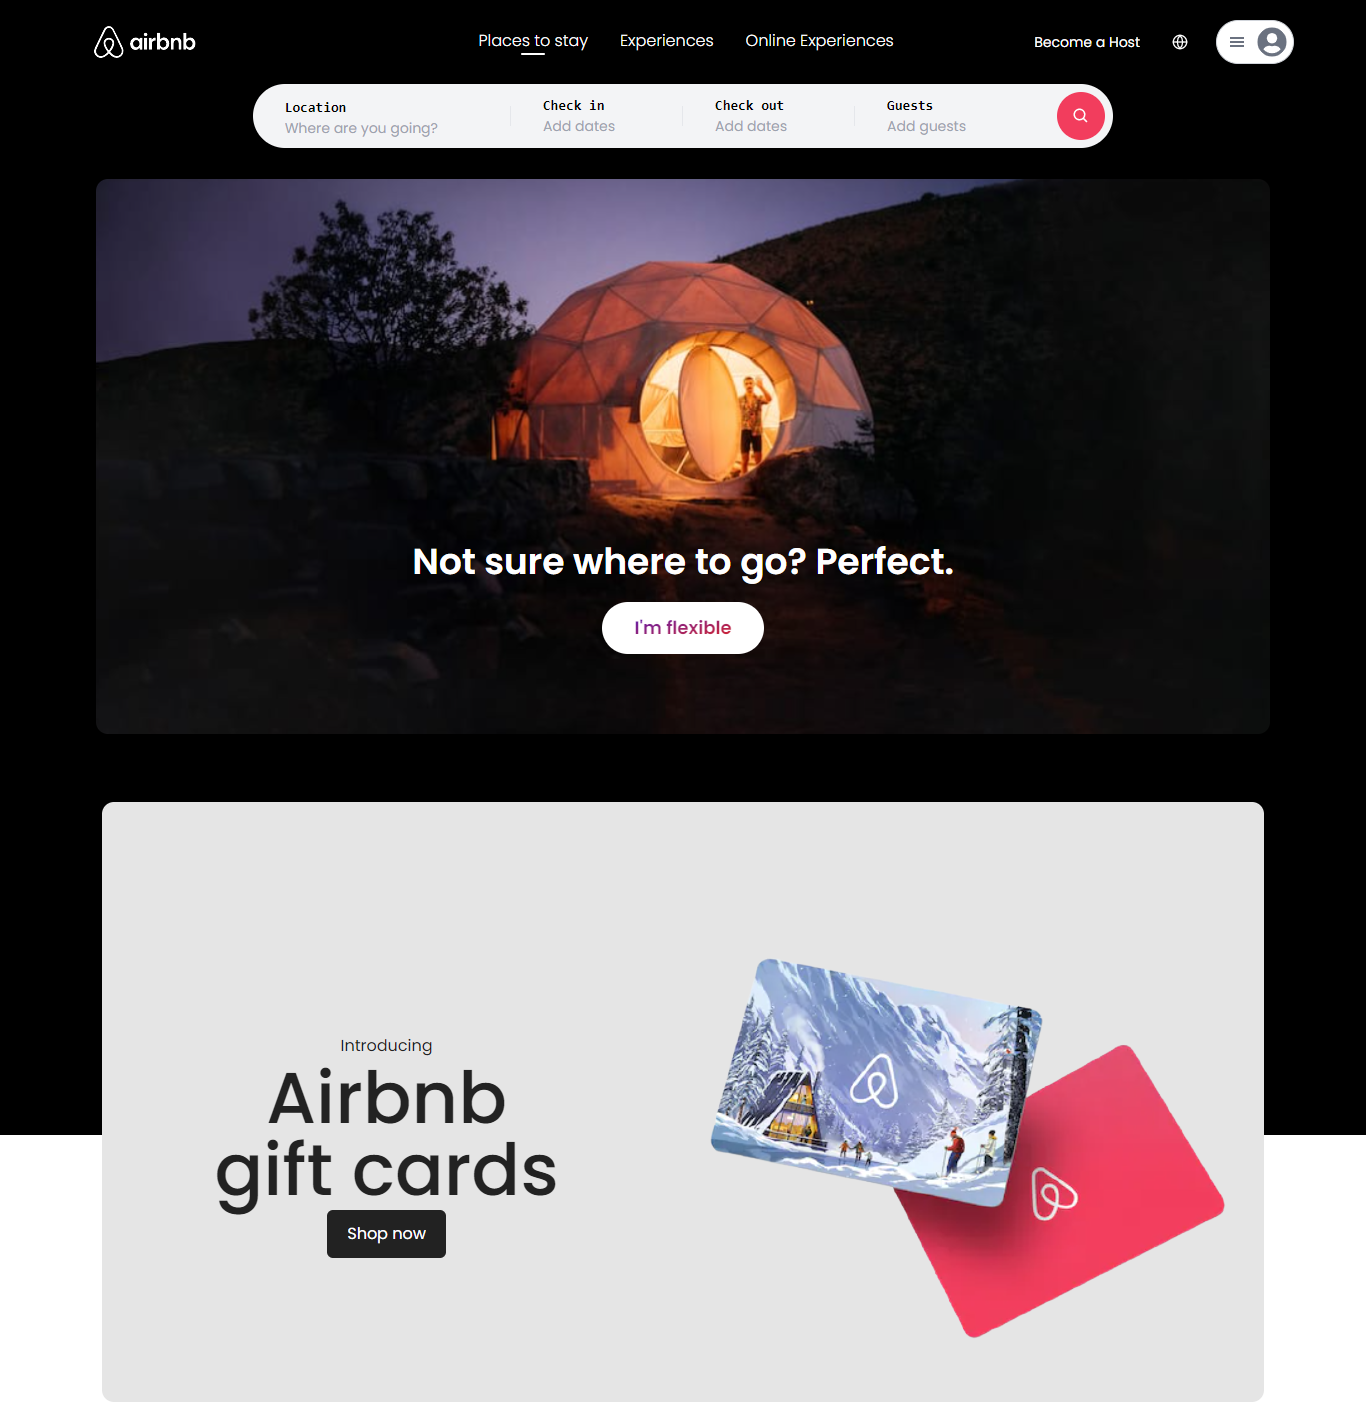 airbnb
Places to stay
Experiences
Online Experiences
Become a Host
Location
Where are you going?
Check in
Add dates
Check out
Add dates
Guests
Add guests
Not sure where to go? Perfect.
I'm flexible
Introducing
Airbnb
gift cards
Shop now